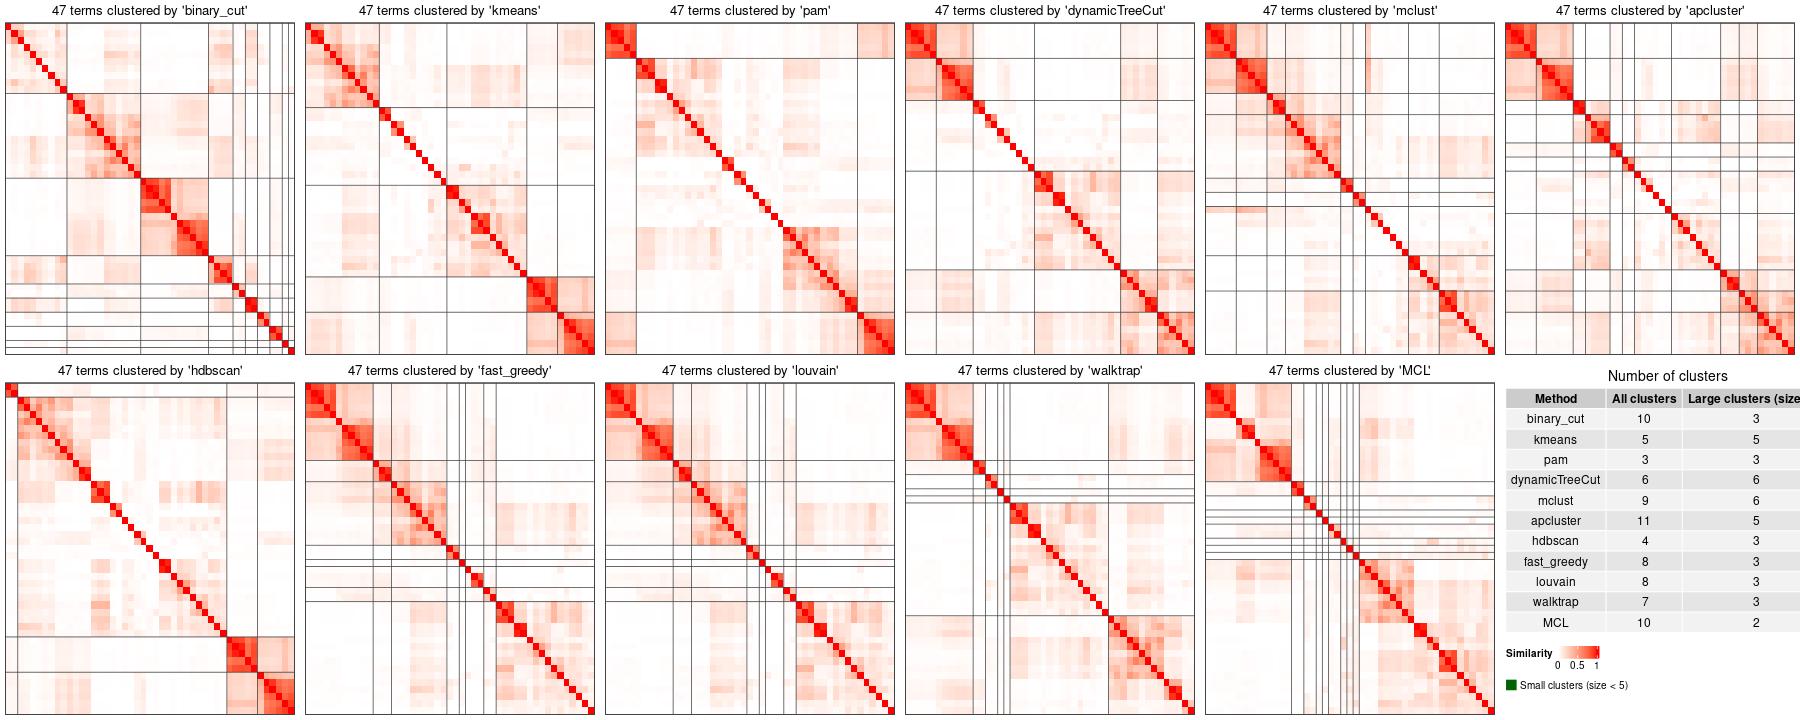 47 terms clustered by 'binary_cut'
47 terms clustered by 'kmeans'
47 terms clustered by 'pam'
47 terms clustered by 'dynamicTreeCut'
47 terms clustered by 'mclust'
47 terms clustered by 'apcluster'
47 terms clustered by 'hdbscan'
47 terms clustered by 'fast_greedy'
47 terms clustered by 'louvain'
47 terms clustered by 'walktrap'
47 terms clustered by 'MCL'
Number of clusters
Method All clusters Large clusters (size
binary_cut 10 3
kmeans 5 5
pam 3 3
dynamicTreeCut 6 6
mclust 9 6
apcluster 11 5
hdbscan 4 3
fast_greedy 8 3
louvain 8 3
walktrap 7 3
MCL 10 2
Similarity
0 0.5 1
Small clusters (size < 5)